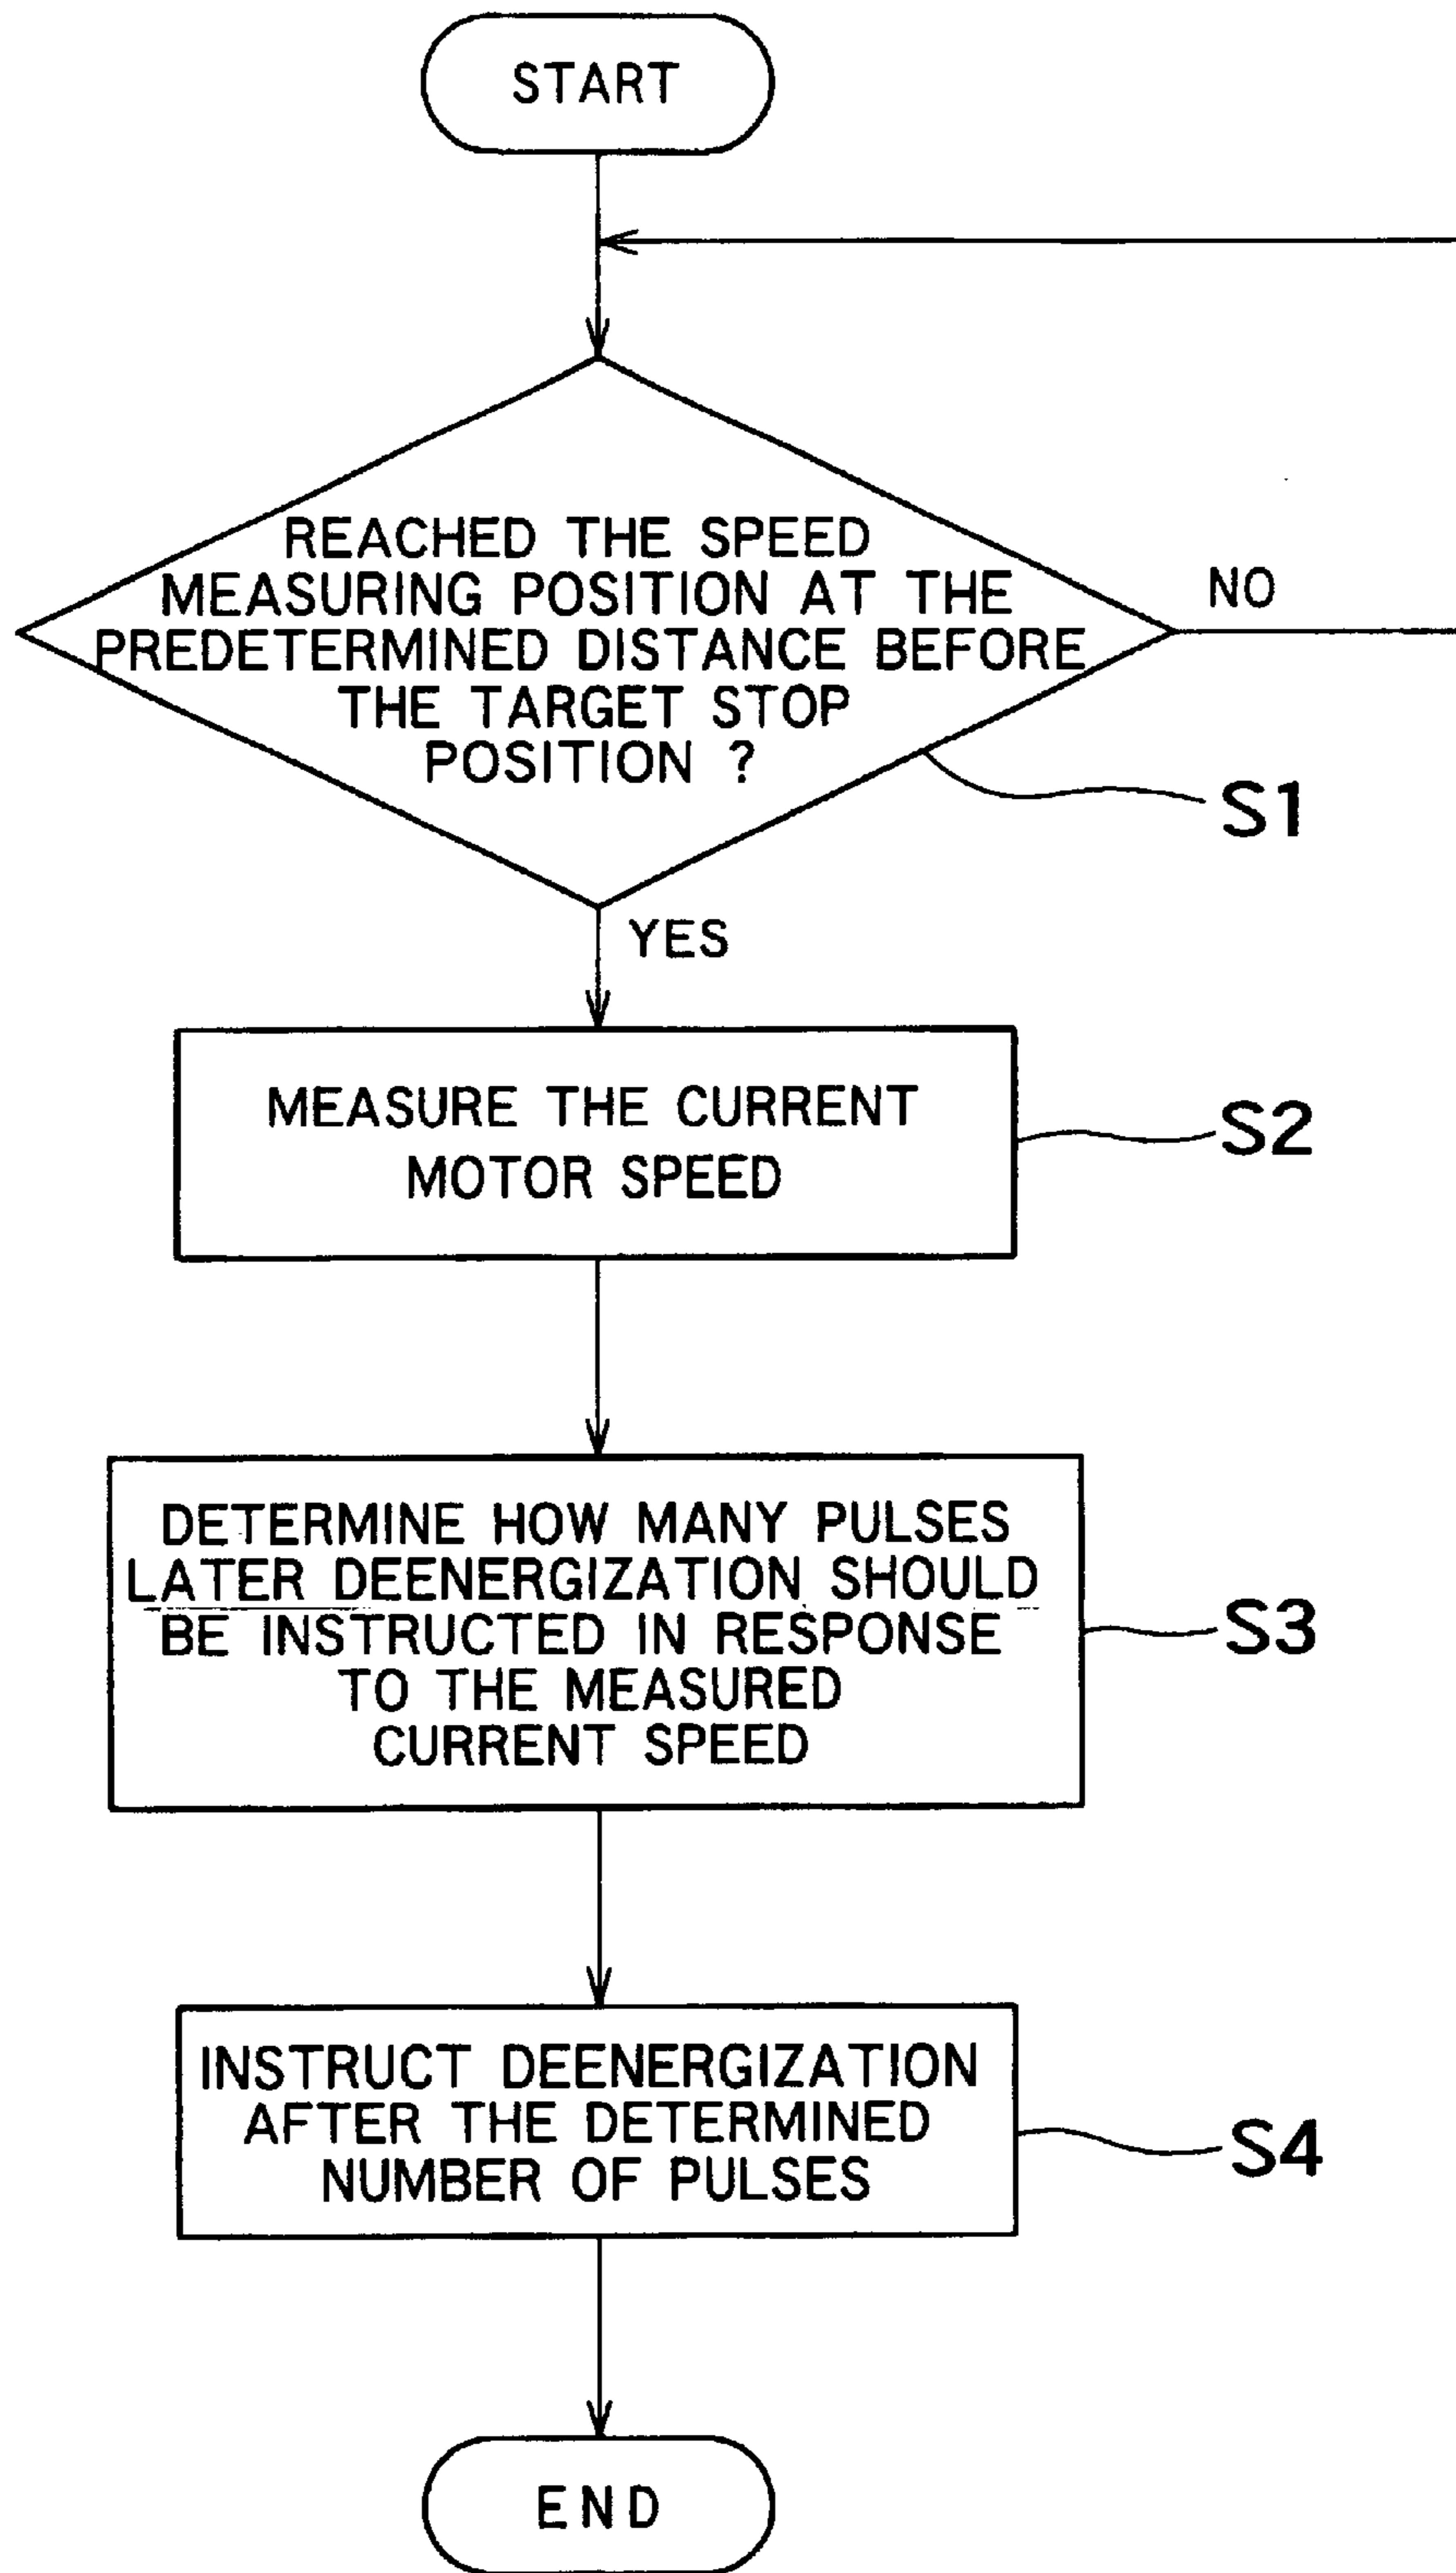 START
REACHED THE SPEED
MEASURING POSITION AT THE
PREDETERMINED DISTANCE BEFORE
THE TARGET STOP
POSITION ?
NO
S1
YES
MEASURE THE CURRENT
MOTOR SPEED
S2
DETERMINE HOW MANY PULSES
LATER DEENERGIZATION SHOULD
BE INSTRUCTED IN RESPONSE
TO THE MEASURED
CURRENT SPEED
S3
INSTRUCT DEENERGIZATION
AFTER THE DETERMINED
NUMBER OF PULSES
S4
END